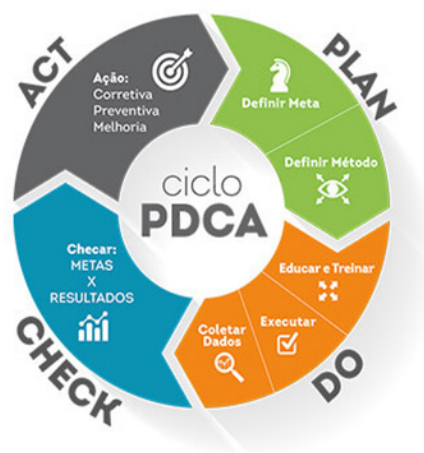 ciclo
PDCA
PLAN
Definir Meta
Definir Método
DO
Educar e Treinar
Executar
Coletar
Dados
CHECK
Checar:
METAS
X
RESULTADOS
ACT
Ação:
Corretiva
Preventiva
Melhoria